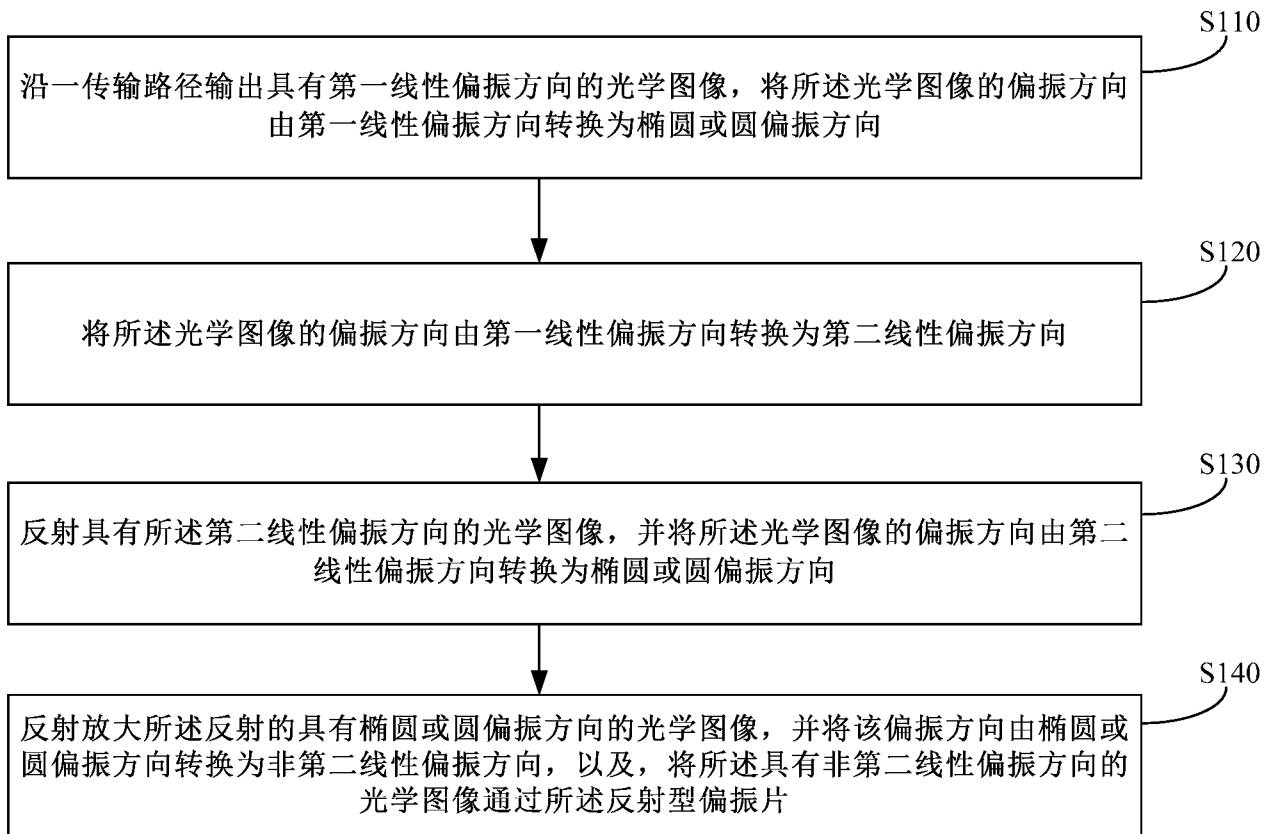 S110
沿一传输路径输出具有第一线性偏振方向的光学图像，将所述光学图像的偏振方向
由第一线性偏振方向转换为椭圆或圆偏振方向
S120
将所述光学图像的偏振方向由第一线性偏振方向转换为第二线性偏振方向
S130
反射具有所述第二线性偏振方向的光学图像，并将所述光学图像的偏振方向由第二
线性偏振方向转换为椭圆或圆偏振方向
S140
反射放大所述反射的具有椭圆或圆偏振方向的光学图像，并将该偏振方向由椭圆或
圆偏振方向转换为非第二线性偏振方向，以及，将所述具有非第二线性偏振方向的
光学图像通过所述反射型偏振片